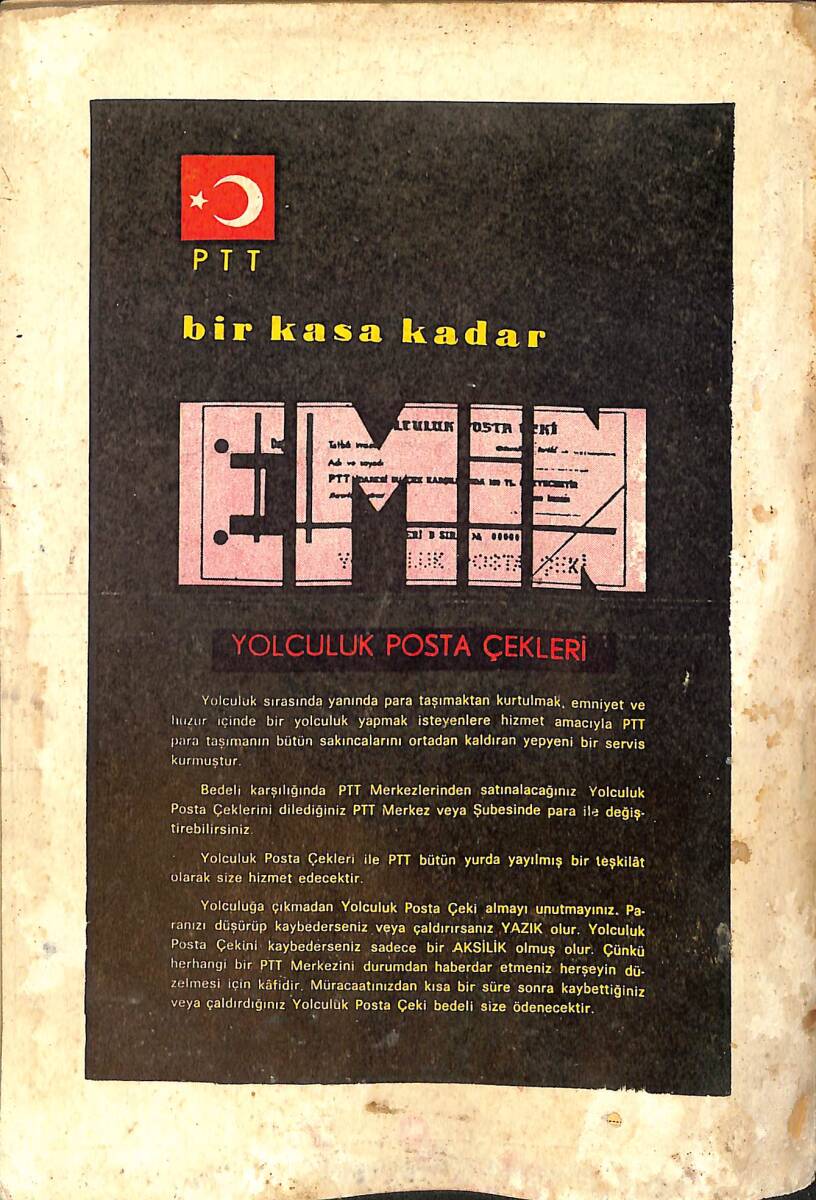 PTT
bir kasa kadar
EMİN
YOLCULUK POSTA ÇEKİ
PTT
YOLCULUK POSTA ÇEKLERİ
Yolculuk sırasında yanında para taşımaktan kurtulmak, emniyet ve
huzur içinde bir yolculuk yapmak isteyenlere hizmet amacıyla PTT
para taşımanın bütün sakıncalarını ortadan kaldıran yepyeni bir servis
kurmuştur.
Bedeli karşılığında PTT Merkezlerinden satınalacağınız Yolculuk
Posta Çeklerini dilediğiniz PTT Merkez veya Şubesinde para ile değiş-
tirebilirsiniz.
Yolculuk Posta Çekleri ile PTT bütün yurda yayılmış bir teşkilât
olarak size hizmet edecektir.
Yolculuğa çıkmadan Yolculuk Posta Çeki almayı unutmayınız. Pa-
ranızı düşürüp kaybederseniz veya çaldırırsanız YAZIK olur. Yolculuk
Posta Çekini kaybederseniz sadece bir AKSİLİK olmuş olur. Çünkü
herhangi bir PTT Merkezini durumdan haberdar etmeniz herşeyin dü-
zelmesi için kâfidir. Müracaatınızdan kısa bir süre sonra kaybettiğiniz
veya çaldırdığınız Yolculuk Posta Çeki bedeli size ödenecektir.